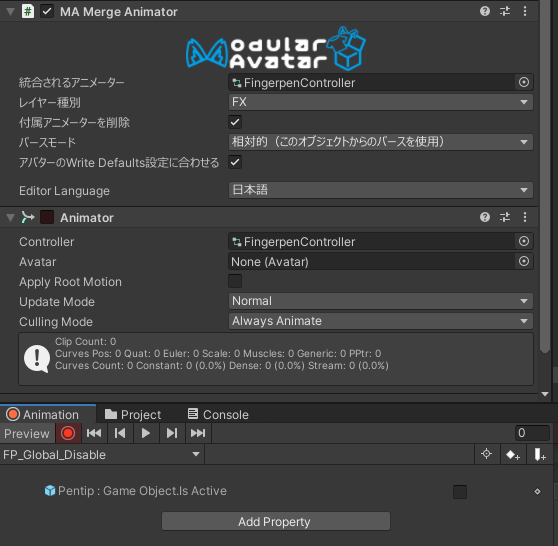 MA Merge Animator
Modular
Avatar
統合されるアニメーター
FingerpenController
レイヤー種別
FX
付属アニメーターを削除
パースモード
相対的（このオブジェクトからのパースを使用）
アバターのWrite Defaults設定に合わせる
Editor Language
日本語
Animator
Controller
FingerpenController
Avatar
None (Avatar)
Apply Root Motion
Update Mode
Normal
Culling Mode
Always Animate
Clip Count: 0
Curves Pos: 0 Quat: 0 Euler: 0 Scale: 0 Muscles: 0 Generic: 0 PPtr: 0
Curves Count: 0 Constant: 0 (0.0%) Dense: 0 (0.0%) Stream: 0 (0.0%)
Animation
Project
Console
Preview
0
FP_Global_Disable
Pentip : Game Object.Is Active
Add Property